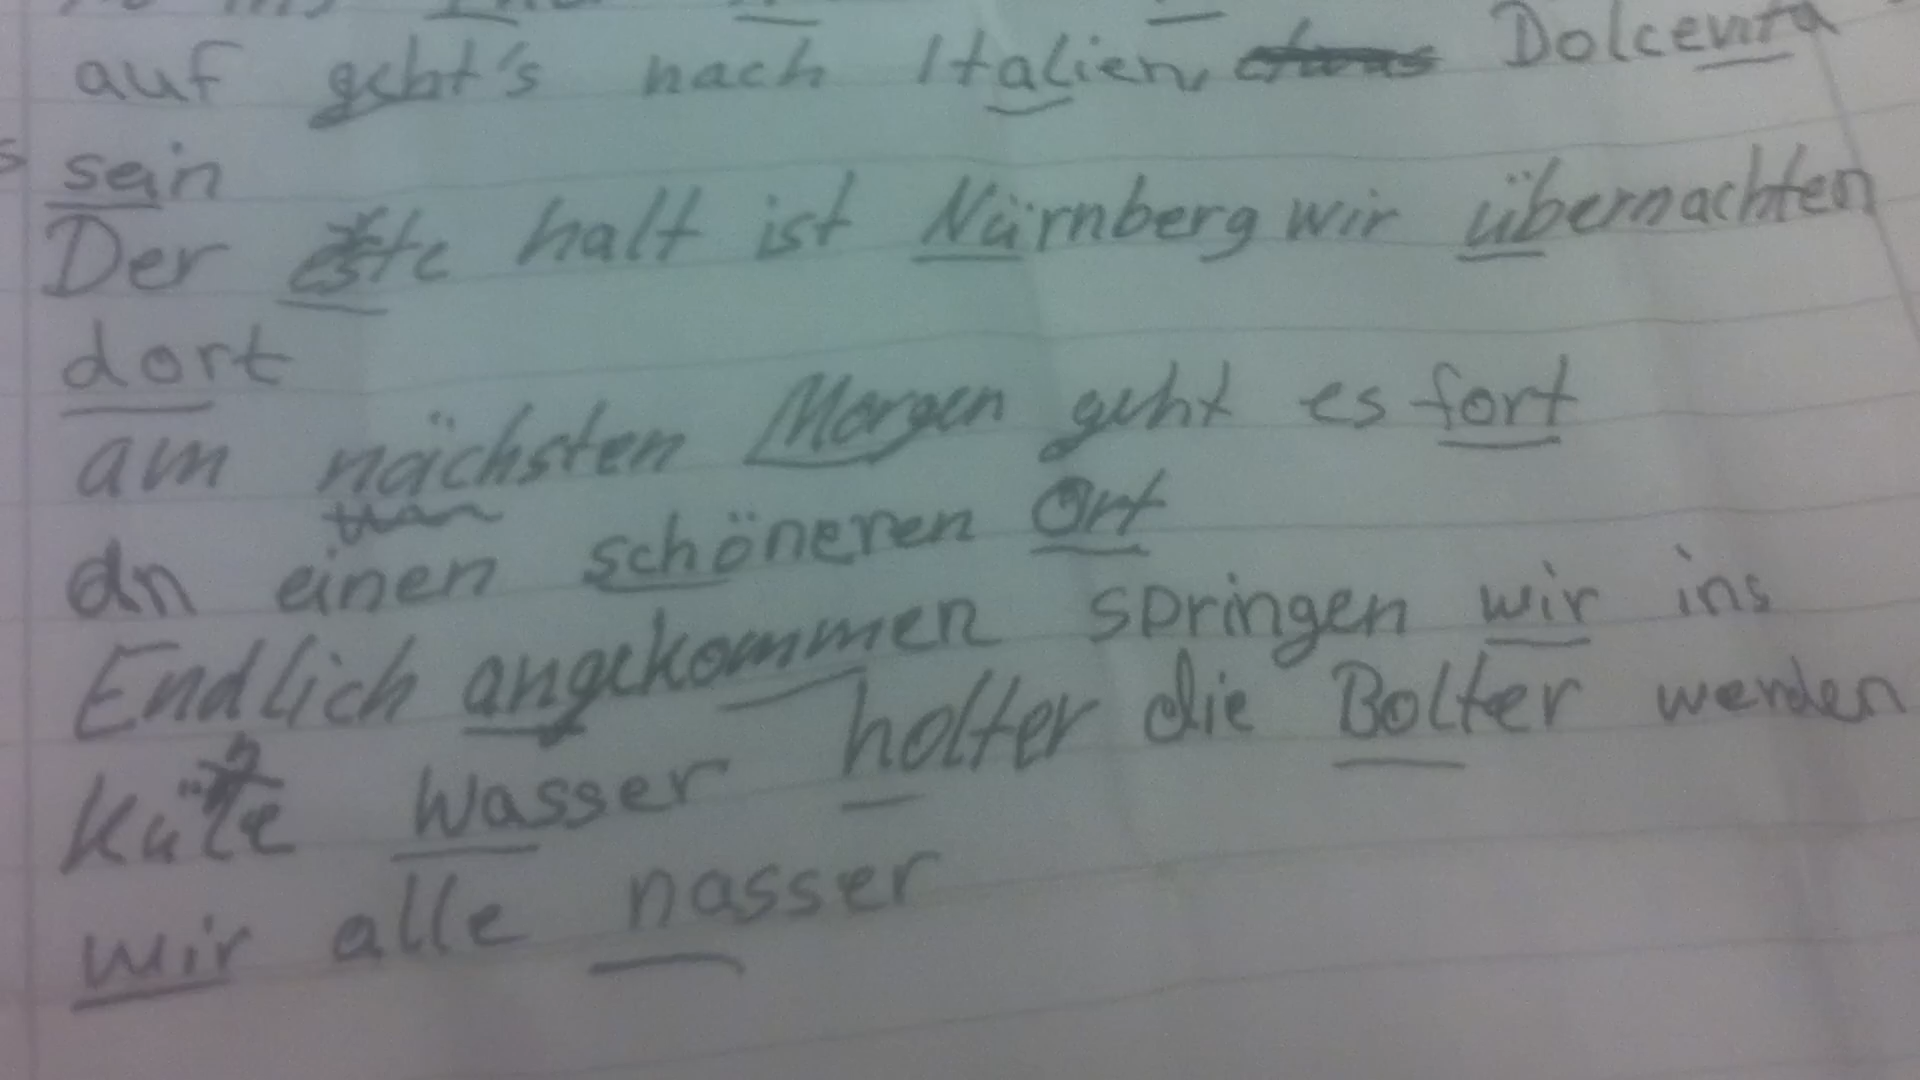 auf geht's nach Italien, Dolcevita
sein
Der erste halt ist Nürnberg wir übernachten
dort
am nächsten Morgen geht es fort
an einen schöneren Ort
Endlich angekommen springen wir ins
Wasser holter die Bolter werden
wir alle nasser